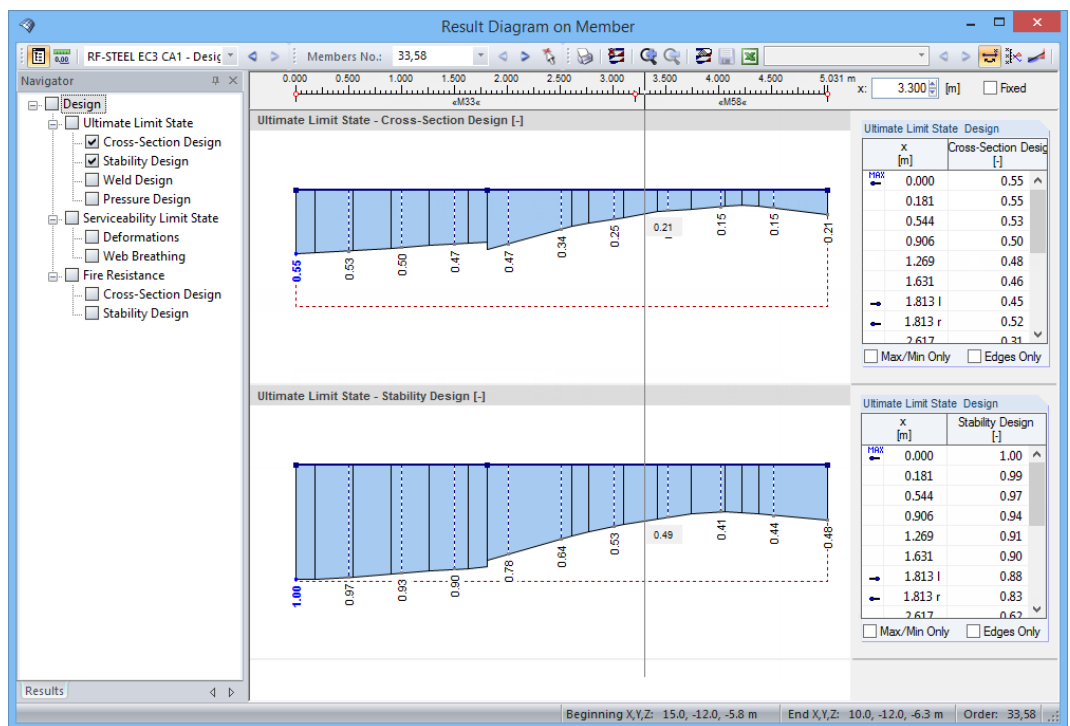 Result Diagram on Member
RF-STEEL EC3 CA1 - Desig Members No.: 33,58
Navigator
Design
Ultimate Limit State
Cross-Section Design
Stability Design
Weld Design
Pressure Design
Serviceability Limit State
Deformations
Web Breathing
Fire Resistance
Cross-Section Design
Stability Design
Results
0.000 0.500 1.000 1.500 2.000 2.500 3.000 3.500 4.000 4.500 5.031 m
«M33« «M58«
x: 3.300 [m] Fixed
Ultimate Limit State - Cross-Section Design [-]
0.55 0.53 0.50 0.47 0.47 0.34 0.25 0.21 0.15 0.15 0.21
Ultimate Limit State Design
x [m] Cross-Section Desig [-]
MAX 0.000 0.55
0.181 0.55
0.544 0.53
0.906 0.50
1.269 0.48
1.631 0.46
1.813 l 0.45
1.813 r 0.52
2.617 0.31
Max/Min Only Edges Only
Ultimate Limit State - Stability Design [-]
1.00 0.97 0.93 0.90 0.78 0.64 0.53 0.49 0.41 0.44 0.48
Ultimate Limit State Design
x [m] Stability Design [-]
MAX 0.000 1.00
0.181 0.99
0.544 0.97
0.906 0.94
1.269 0.91
1.631 0.90
1.813 l 0.88
1.813 r 0.83
2.617 0.62
Max/Min Only Edges Only
Beginning X,Y,Z: 15.0, -12.0, -5.8 m End X,Y,Z: 10.0, -12.0, -6.3 m Order: 33,58